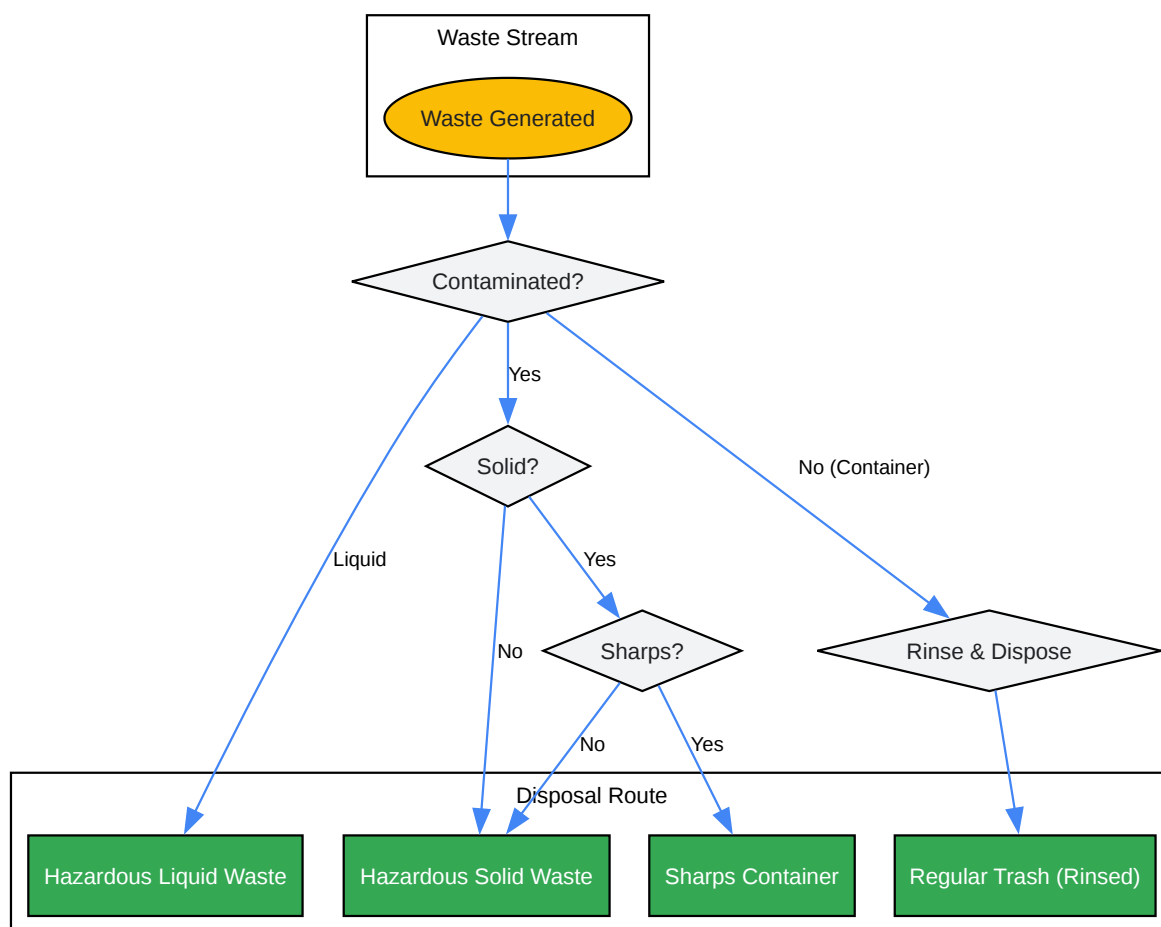 Waste Stream
Waste Generated
Contaminated?
Yes
Solid?
No (Container)
Liquid
Yes
No
Sharps?
Rinse & Dispose
No
Yes
Disposal Route
Hazardous Liquid Waste
Hazardous Solid Waste
Sharps Container
Regular Trash (Rinsed)